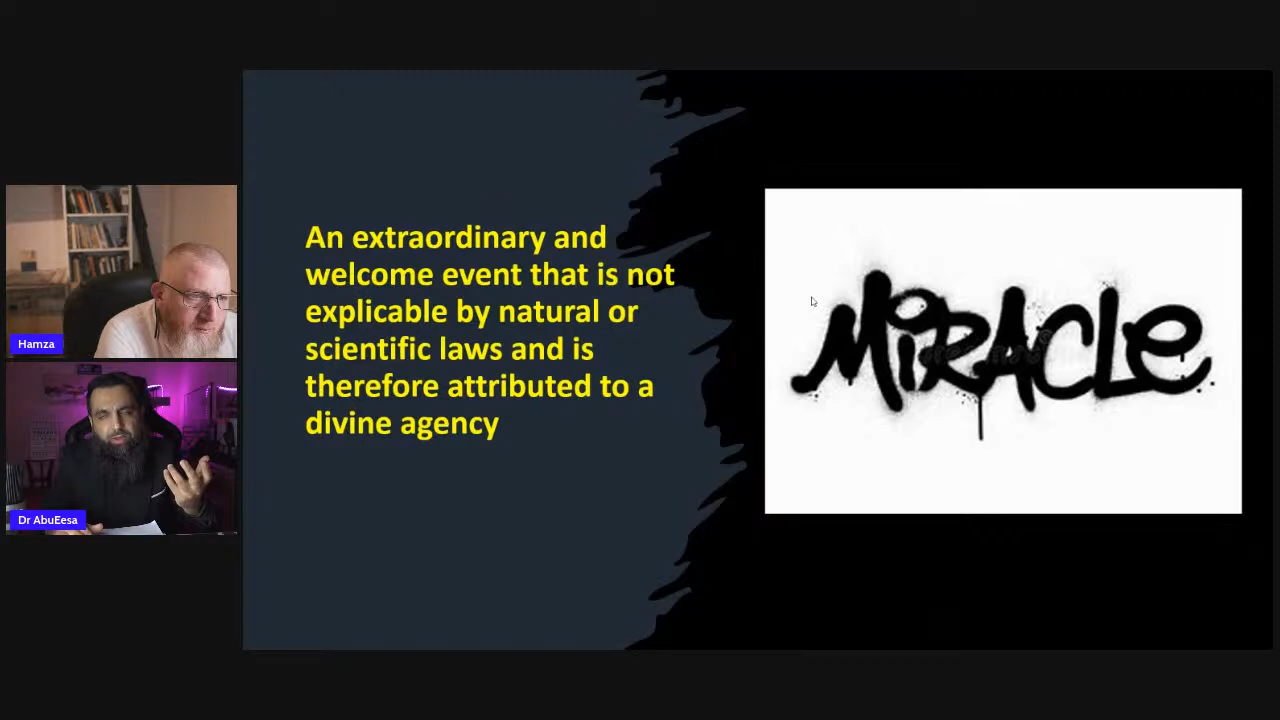 Hamza
Dr AbuEesa
An extraordinary and
welcome event that is not
explicable by natural or
scientific laws and is
therefore attributed to a
divine agency
MiRACLe